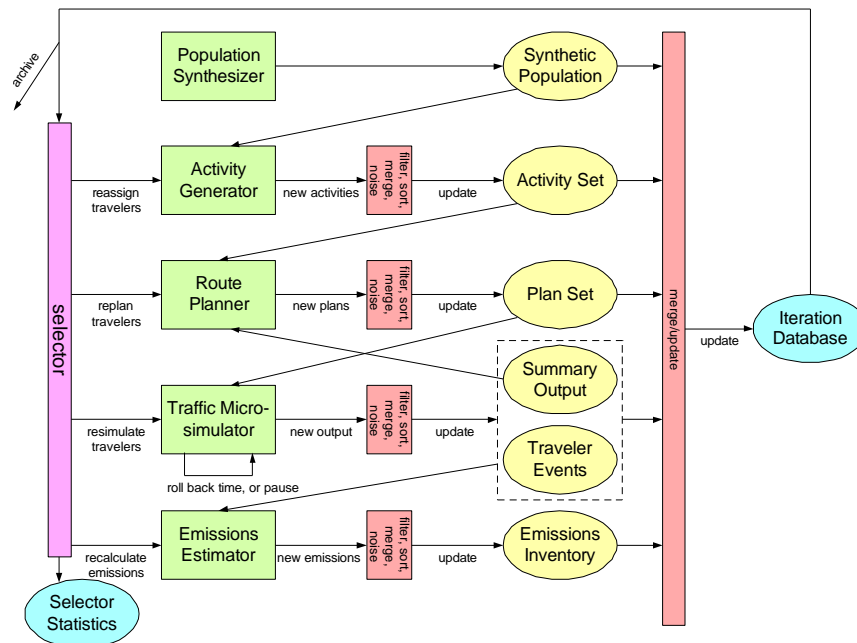 archive
Population
Synthesizer
Synthetic
Population
selector
reassign
travelers
Activity
Generator
new activities
filter, sort,
merge,
noise
update
Activity Set
replan
travelers
Route
Planner
new plans
filter, sort,
merge,
noise
update
Plan Set
merge/update
update
Iteration
Database
Summary
Output
resimulate
travelers
Traffic Micro-
simulator
new output
filter, sort,
merge,
noise
update
Traveler
Events
roll back time, or pause
recalculate
emissions
Emissions
Estimator
new emissions
filter, sort,
merge,
noise
update
Emissions
Inventory
Selector
Statistics